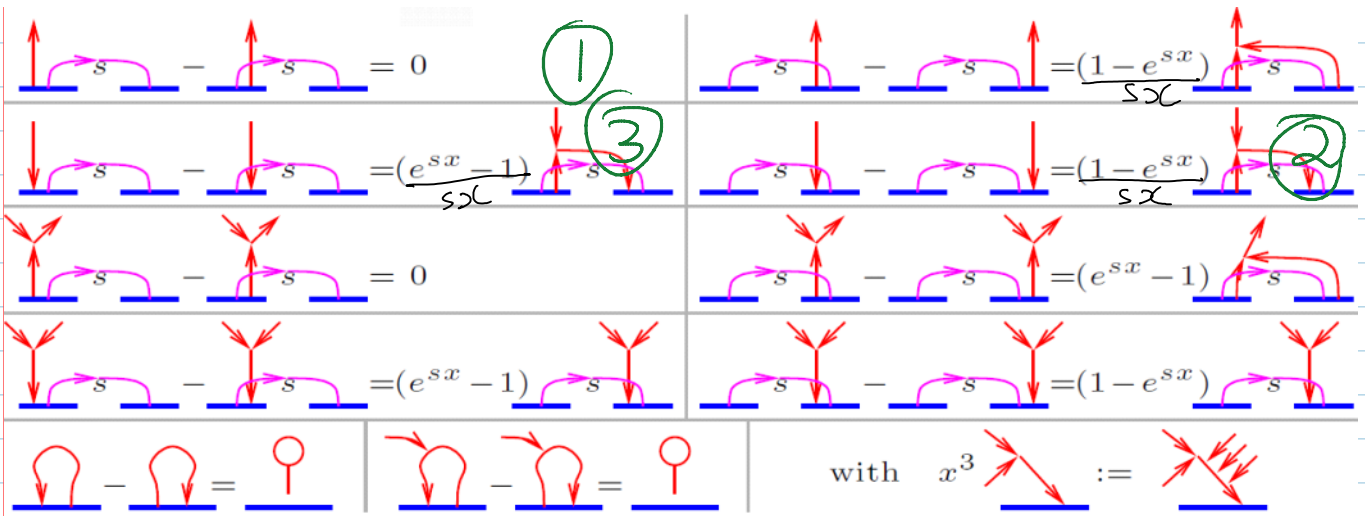 s − s = 0 ① s − s =(1 − e^{sx}) s
sx
s − s =(e^{sx} − 1) s ③ s − s =(1 − e^{sx}) s ②
sx sx
s − s = 0 s − s =(e^{sx} − 1) s
s − s =(e^{sx} − 1) s s − s =(1 − e^{sx}) s
− = − = with x³ :=